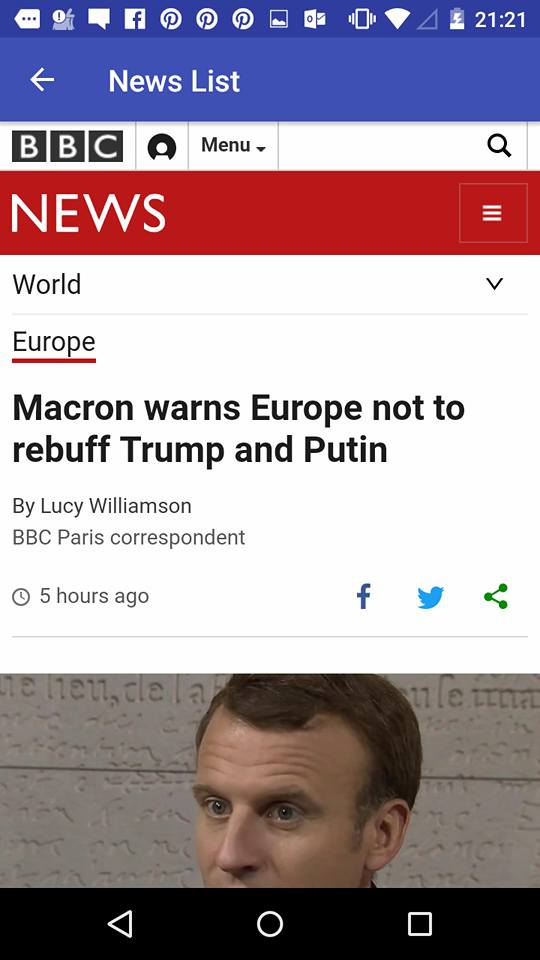 21:21
News List
BBC
Menu
NEWS
World
Europe
Macron warns Europe not to
rebuff Trump and Putin
By Lucy Williamson
BBC Paris correspondent
5 hours ago